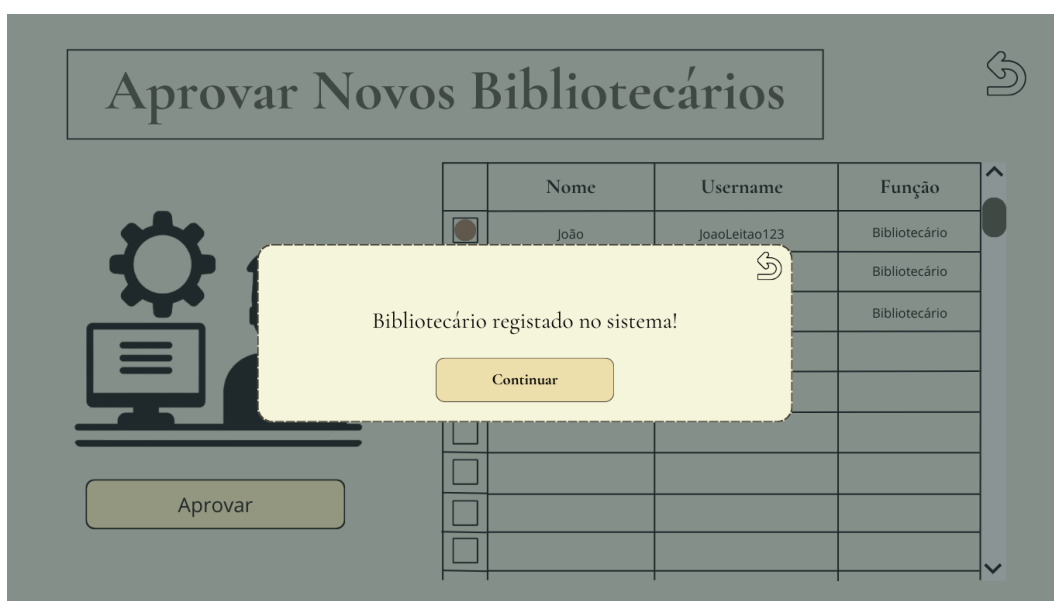 Aprovar Novos Bibliotecários
Nome Username Função
João JoaoLeitao123 Bibliotecário
Bibliotecário
Bibliotecário
Bibliotecário registado no sistema!
Continuar
Aprovar